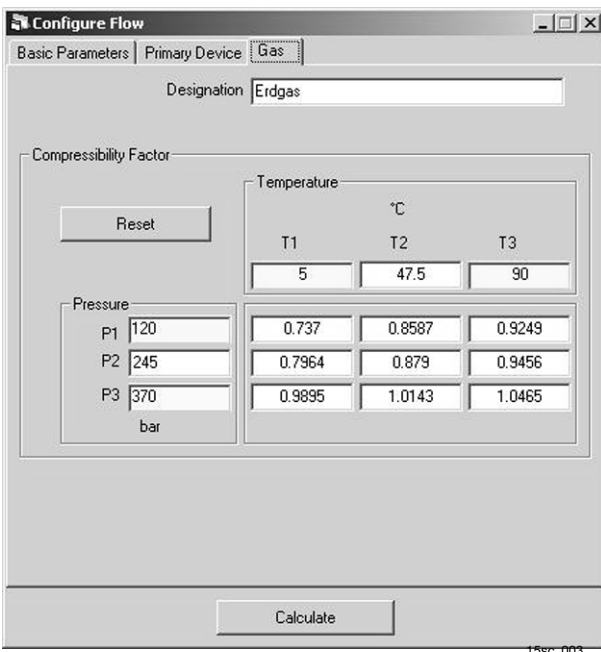 Configure Flow
Basic Parameters Primary Device Gas
Designation Erdgas
Compressibility Factor
Temperature
°C
Reset
T1 T2 T3
5 47.5 90
Pressure
P1 120 0.737 0.8587 0.9249
P2 245 0.7964 0.879 0.9456
P3 370 0.9895 1.0143 1.0465
bar
Calculate
15sc_003